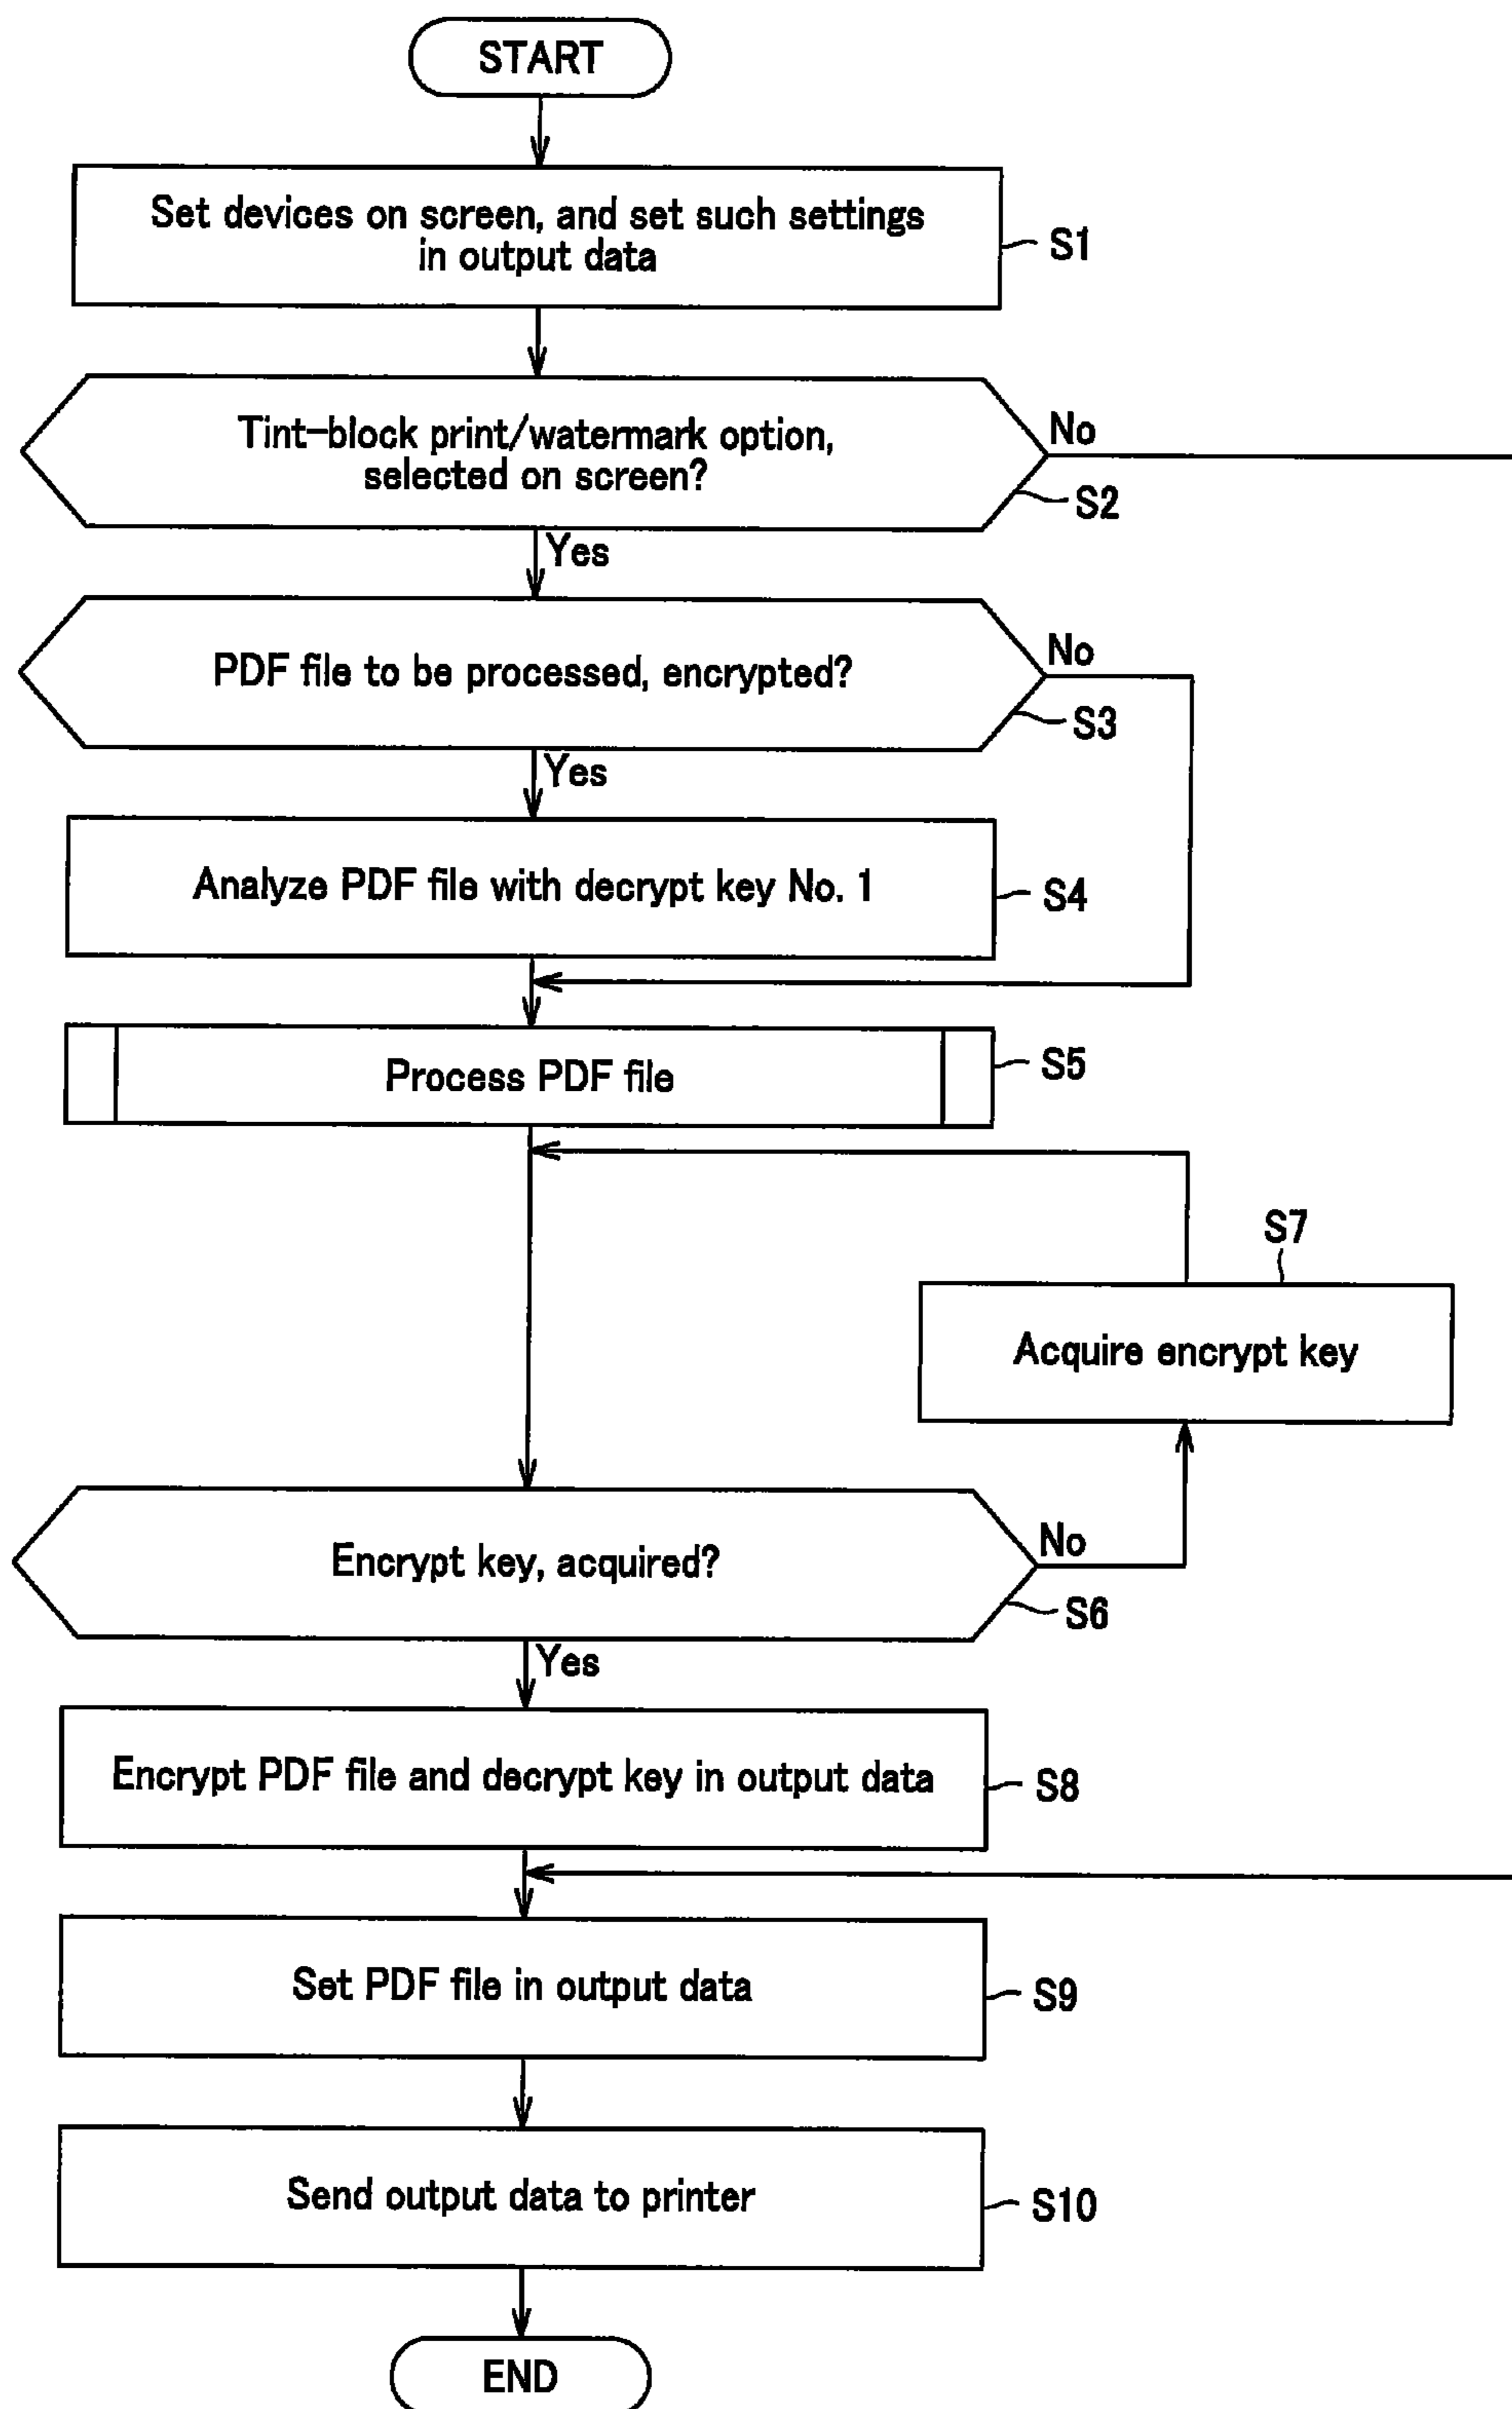 START
Set devices on screen, and set such settings
in output data
S1
Tint-block print/watermark option,
selected on screen?
No
S2
Yes
PDF file to be processed, encrypted?
No
S3
Yes
Analyze PDF file with decrypt key No. 1
S4
Process PDF file
S5
S7
Acquire encrypt key
Encrypt key, acquired?
No
S6
Yes
Encrypt PDF file and decrypt key in output data
S8
Set PDF file in output data
S9
Send output data to printer
S10
END